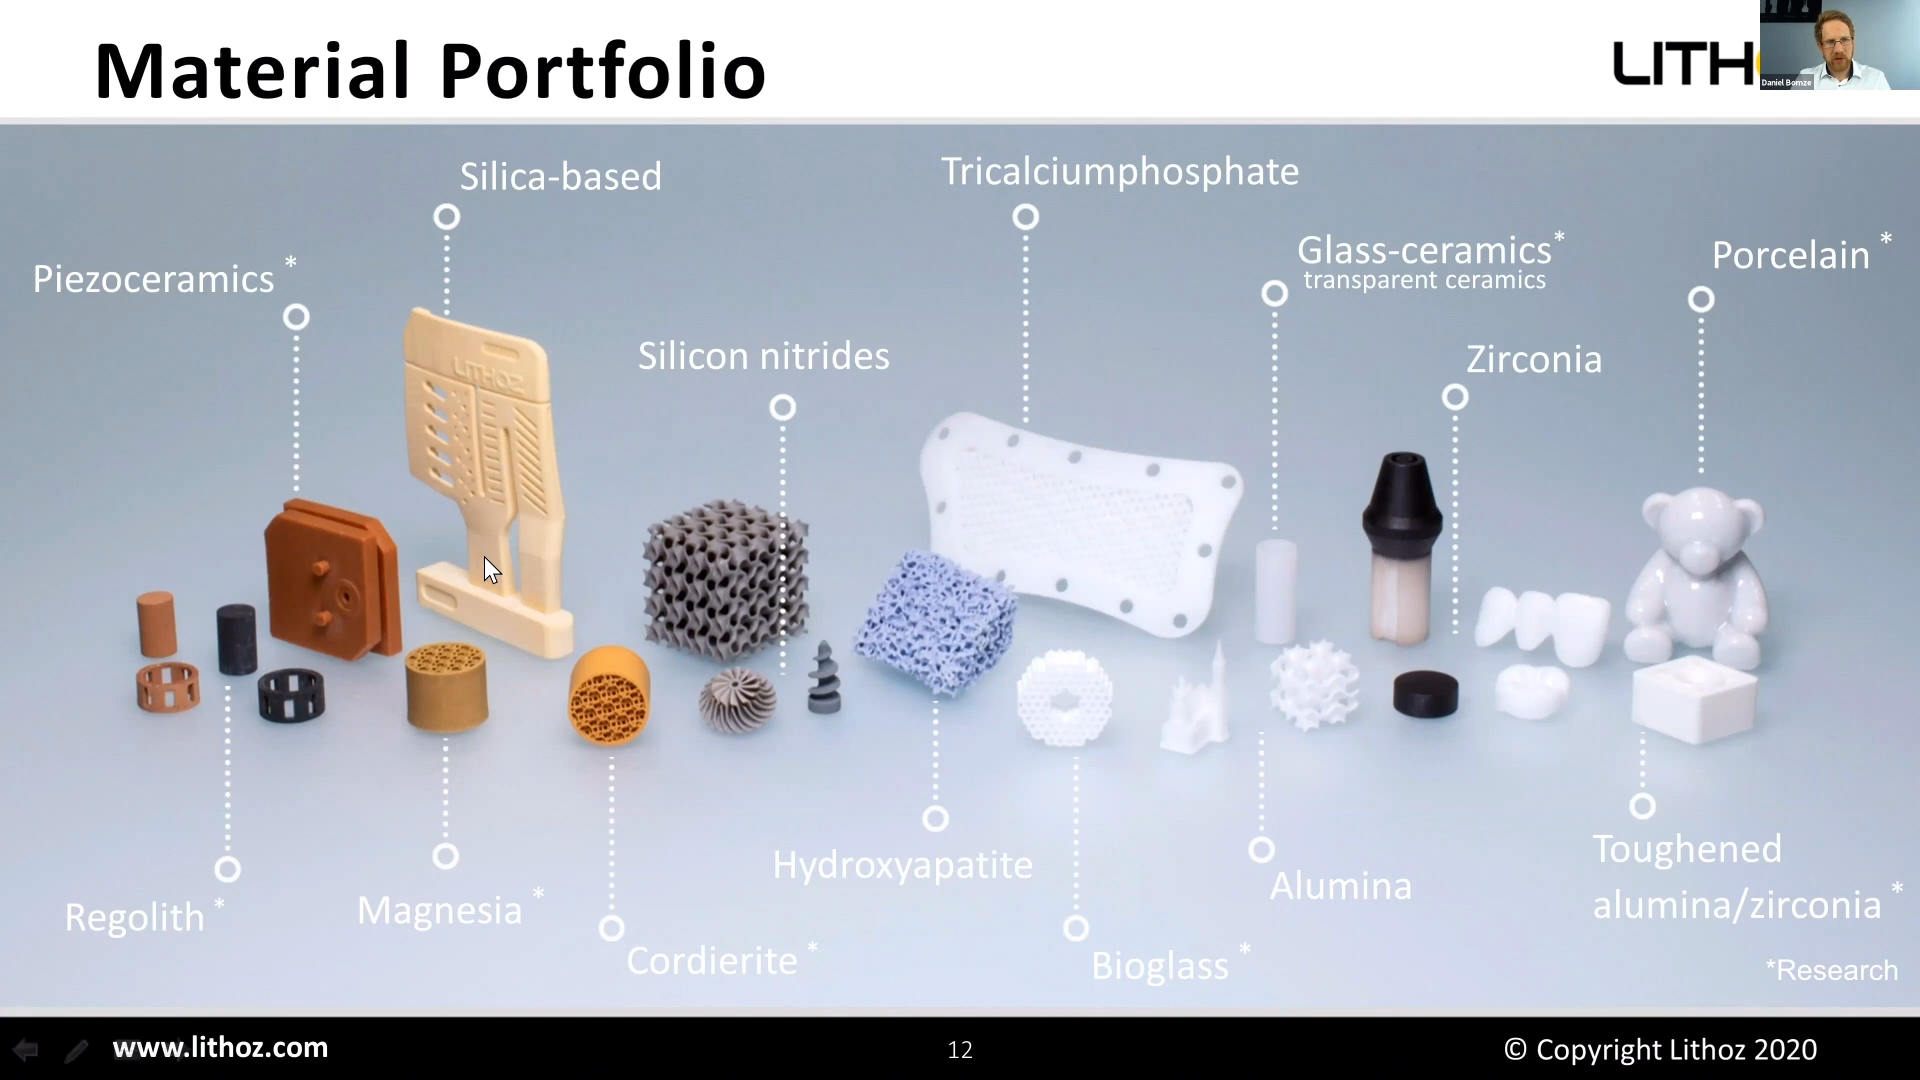 Material Portfolio
LITH
Daniel Bomze
Silica-based
Tricalciumphosphate
Glass-ceramics*
transparent ceramics
Porcelain *
Piezoceramics *
Silicon nitrides
Zirconia
LITHOZ
Hydroxyapatite
Toughened
alumina/zirconia *
Alumina
Regolith *
Magnesia *
Cordierite *
Bioglass *
*Research
www.lithoz.com
12
© Copyright Lithoz 2020